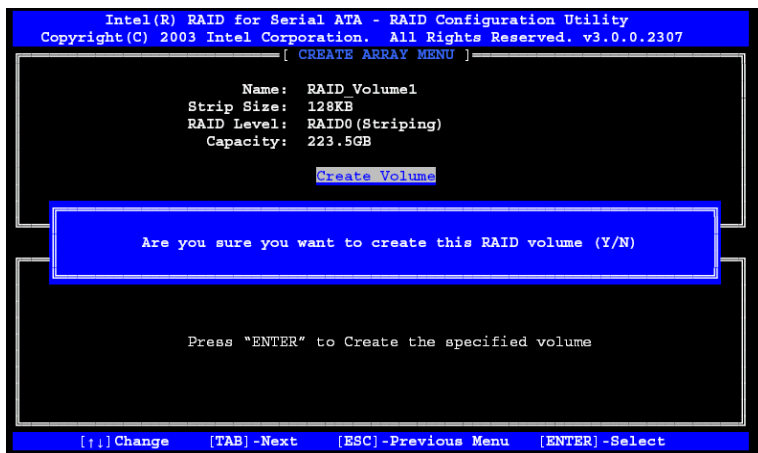 Intel(R) RAID for Serial ATA - RAID Configuration Utility
Copyright(C) 2003 Intel Corporation.  All Rights Reserved. v3.0.0.2307
[ CREATE ARRAY MENU ]
Name: RAID_Volume1
Strip Size: 128KB
RAID Level: RAID0(Striping)
Capacity: 223.5GB
Create Volume
Are you sure you want to create this RAID volume (Y/N)
Press “ENTER” to Create the specified volume
[↑↓]Change [TAB]-Next [ESC]-Previous Menu [ENTER]-Select